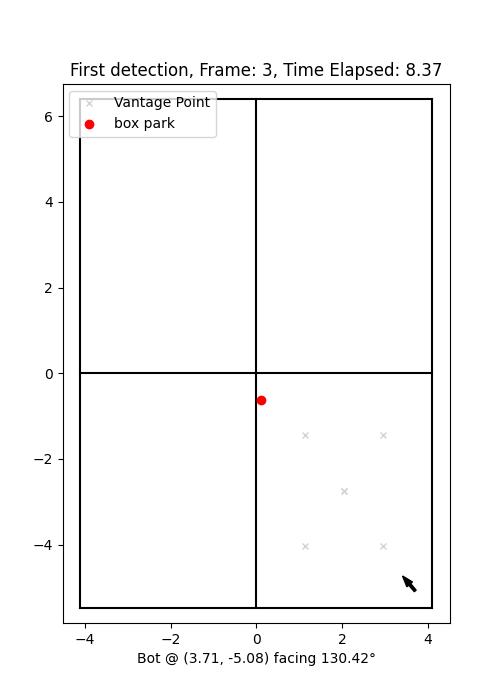 First detection, Frame: 3, Time Elapsed: 8.37
Vantage Point
box park
6
4
2
0
−2
−4
−4
−2
0
2
4
Bot @ (3.71, -5.08) facing 130.42°